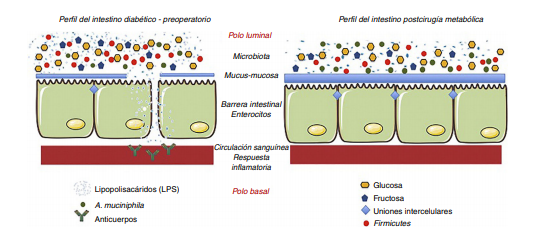 Perfil del intestino diabético - preoperatorio
Perfil del intestino postcirugía metabólica
Polo luminal
Microbiota
Mucus-mucosa
Barrera intestinal
Enterocitos
Circulación sanguínea
Respuesta
inflamatoria
Polo basal
Lipopolisacáridos (LPS)
A. muciniphila
Anticuerpos
Glucosa
Fructosa
Uniones intercelulares
Firmicutes